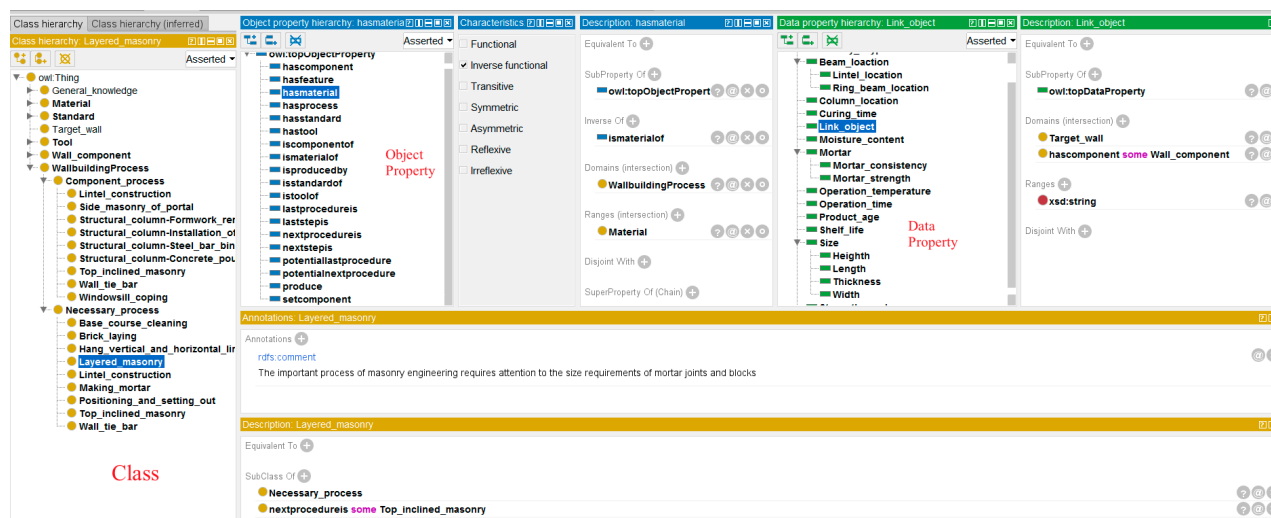 Class hierarchy Class hierarchy (inferred)
Class hierarchy: Layered_masonry
Asserted
owl:Thing
General_knowledge
Material
Standard
Target_wall
Tool
Wall_component
WallbuildingProcess
Component_process
Lintel_construction
Side_masonry_of_portal
Structural_column-Formwork_rer
Structural_column-Installation_of
Structural_column-Steel_bar_bin
Structural_colunm-Concrete_pou
Top_inclined_masonry
Wall_tie_bar
Windowsill_coping
Necessary_process
Base_course_cleaning
Brick_laying
Hang_vertical_and_horizontal_lir
Layered_masonry
Lintel_construction
Making_mortar
Positioning_and_setting_out
Top_inclined_masonry
Wall_tie_bar
Class
Object property hierarchy: hasmateria
Asserted
owl:topObjectProperty
hascomponent
hasfeature
hasmaterial
hasprocess
hasstandard
hastool
iscomponentof
ismaterialof
isproducedby
isstandardof
istoolof
lastprocedureis
laststepis
nextprocedureis
nextstepis
potentiallastprocedure
potentialnextprocedure
produce
setcomponent
Object
Property
Characteristics
Functional
Inverse functional
Transitive
Symmetric
Asymmetric
Reflexive
Irreflexive
Description: hasmaterial
Equivalent To
SubProperty Of
owl:topObjectPropert
Inverse Of
ismaterialof
Domains (intersection)
WallbuildingProcess
Ranges (intersection)
Material
Disjoint With
SuperProperty Of (Chain)
Data property hierarchy: Link_object
Asserted
Beam_loaction
Lintel_location
Ring_beam_location
Column_location
Curing_time
Link_object
Moisture_content
Mortar
Mortar_consistency
Mortar_strength
Operation_temperature
Operation_time
Product_age
Shelf_life
Size
Heighth
Length
Thickness
Width
Data
Property
Description: Link_object
Equivalent To
SubProperty Of
owl:topDataProperty
Domains (intersection)
Target_wall
hascomponent some Wall_component
Ranges
xsd:string
Disjoint With
Annotations: Layered_masonry
Annotations
rdfs:comment
The important process of masonry engineering requires attention to the size requirements of mortar joints and blocks
Description: Layered_masonry
Equivalent To
SubClass Of
Necessary_process
nextprocedureis some Top_inclined_masonry